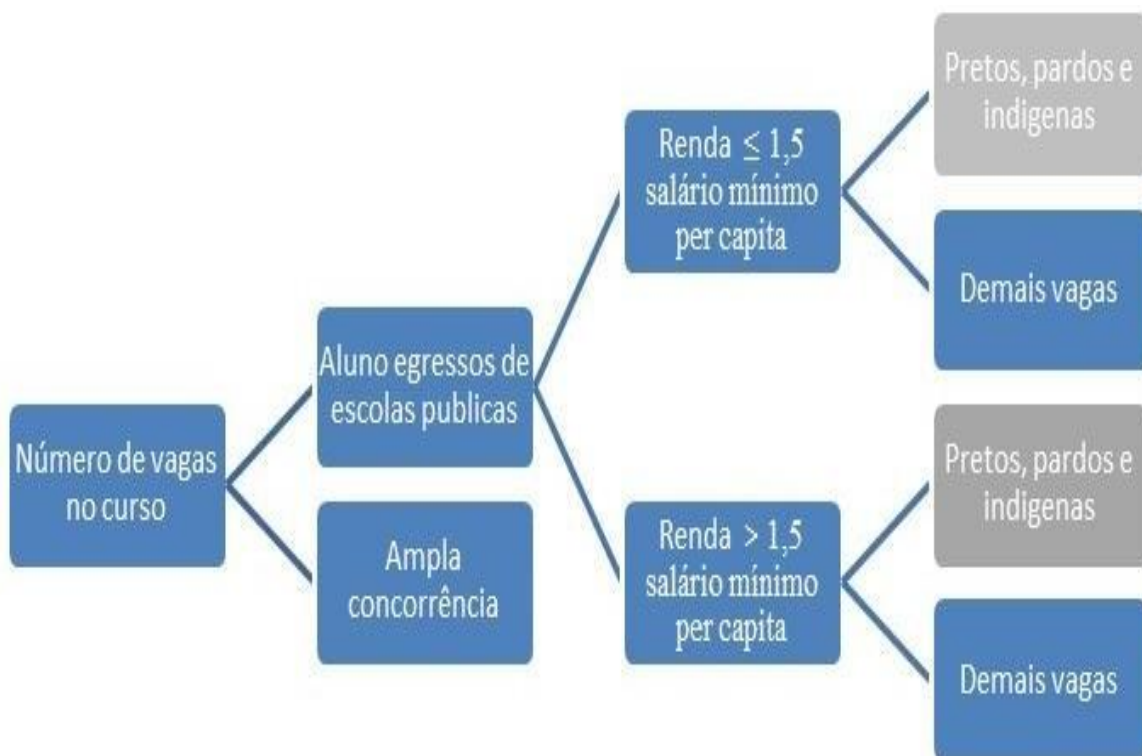 Número de vagas
no curso
Aluno egressos de
escolas publicas
Ampla
concorrência
Renda ≤ 1,5
salário mínimo
per capita
Renda > 1,5
salário mínimo
per capita
Pretos, pardos e
indigenas
Demais vagas
Pretos, pardos e
indigenas
Demais vagas